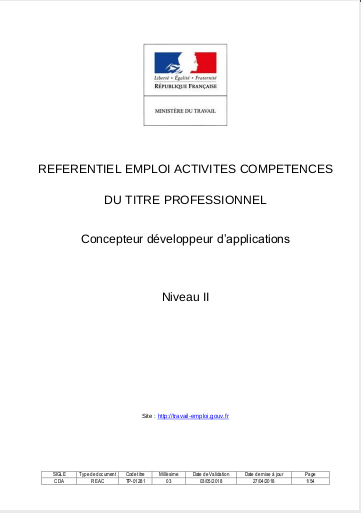 Liberté • Égalité • Fraternité
RÉPUBLIQUE FRANÇAISE
MINISTÈRE DU TRAVAIL
REFERENTIEL EMPLOI ACTIVITES COMPETENCES
DU TITRE PROFESSIONNEL
Concepteur développeur d'applications
Niveau II
Site : http://travail-emploi.gouv.fr
SIGLE Type de document Code titre Millésime Date de Validation Date de mise à jour Page
CDA REAC TP-01281 03 03/05/2018 27/04/2018 1/54